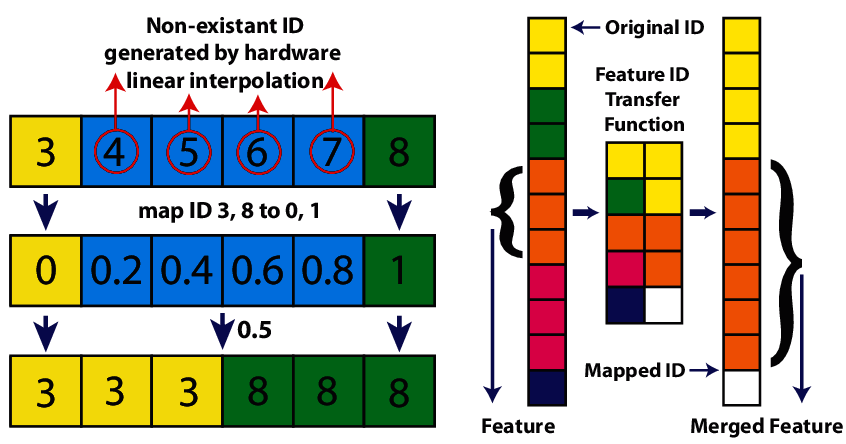 Non-existant ID
generated by hardware
linear interpolation
3 4 5 6 7 8
map ID 3, 8 to 0, 1
0 0.2 0.4 0.6 0.8 1
0.5
3 3 3 8 8 8
Original ID
Feature ID
Transfer
Function
Mapped ID
Feature
Merged Feature